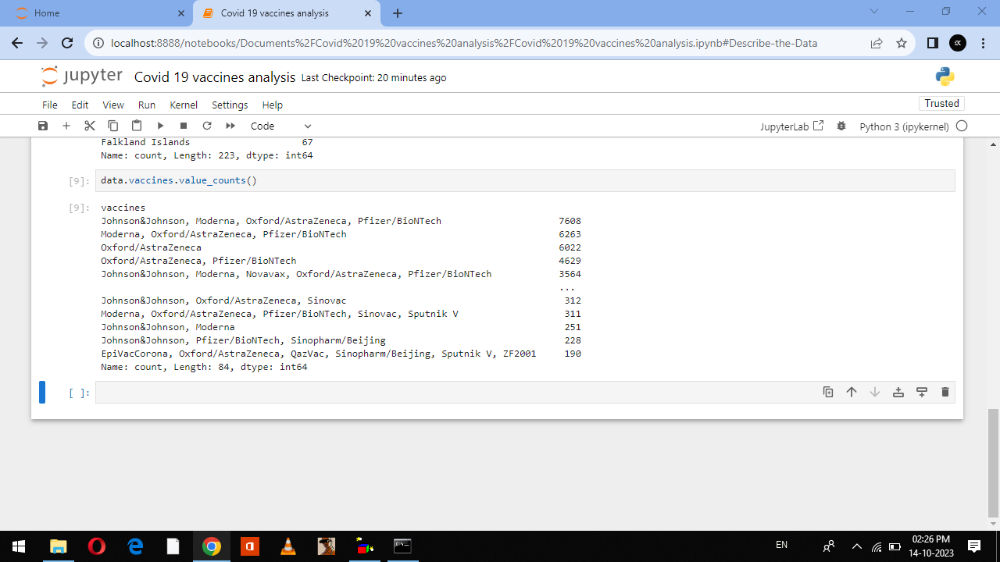 Home
Covid 19 vaccines analysis
localhost:8888/notebooks/Documents%2FCovid%2019%20vaccines%20analysis%2FCovid%2019%20vaccines%20analysis.ipynb#Describe-the-Data
SK
jupyter Covid 19 vaccines analysis Last Checkpoint: 20 minutes ago
File Edit View Run Kernel Settings Help
Trusted
Code
JupyterLab
Python 3 (ipykernel)
Falkland Islands 67
Name: count, Length: 223, dtype: int64
[9]: data.vaccines.value_counts()
[9]: vaccines
Johnson&Johnson, Moderna, Oxford/AstraZeneca, Pfizer/BioNTech 7608
Moderna, Oxford/AstraZeneca, Pfizer/BioNTech 6263
Oxford/AstraZeneca 6022
Oxford/AstraZeneca, Pfizer/BioNTech 4629
Johnson&Johnson, Moderna, Novavax, Oxford/AstraZeneca, Pfizer/BioNTech 3564
...
Johnson&Johnson, Oxford/AstraZeneca, Sinovac 312
Moderna, Oxford/AstraZeneca, Pfizer/BioNTech, Sinovac, Sputnik V 311
Johnson&Johnson, Moderna 251
Johnson&Johnson, Pfizer/BioNTech, Sinopharm/Beijing 228
EpiVacCorona, Oxford/AstraZeneca, QazVac, Sinopharm/Beijing, Sputnik V, ZF2001 190
Name: count, Length: 84, dtype: int64
[ ]:
EN
02:26 PM
14-10-2023